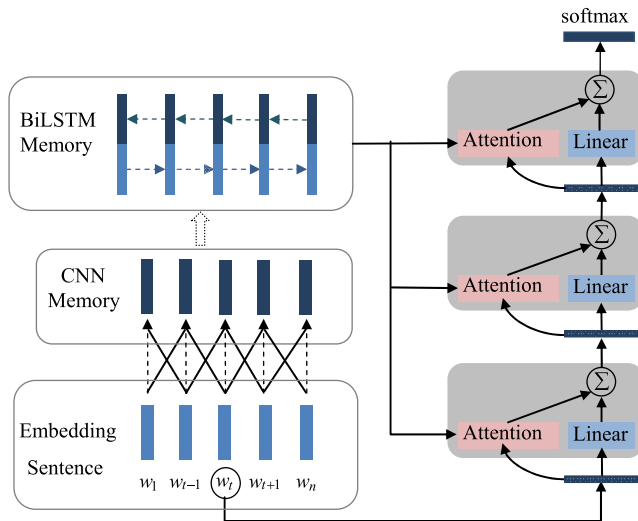 softmax
Σ
Attention
Linear
BiLSTM
Memory
Σ
Attention
Linear
CNN
Memory
Σ
Attention
Linear
Embedding
Sentence
w₁ wₜ₋₁ wₜ wₜ₊₁ wₙ